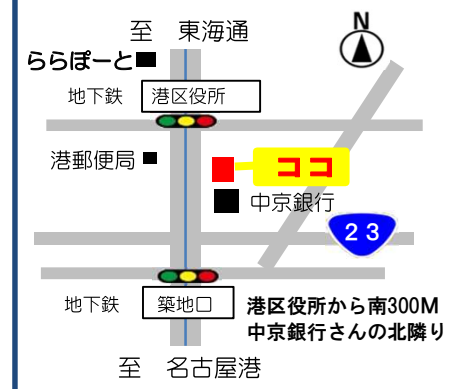 至 東海通
N
ららぽーと
地下鉄 港区役所
港郵便局
ココ
中京銀行
23
地下鉄 築地口
港区役所から南300M
中京銀行さんの北隣り
至 名古屋港